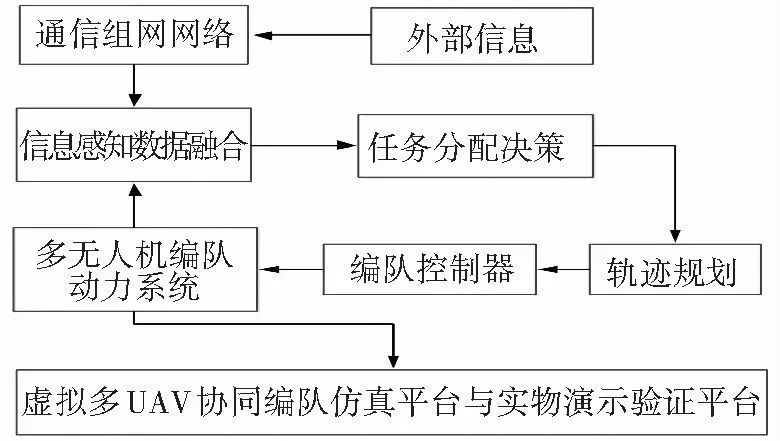 通信组网网络
外部信息
信息感知数据融合
任务分配决策
多无人机编队
动力系统
编队控制器
轨迹规划
虚拟多UAV协同编队仿真平台与实物演示验证平台